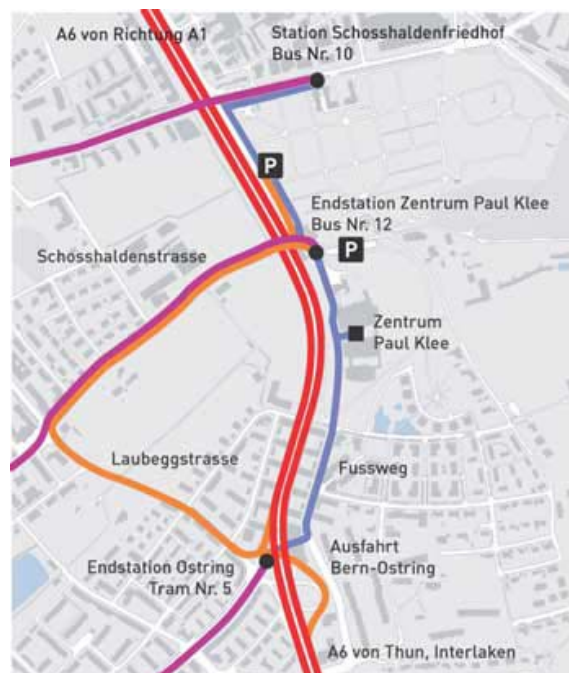 A6 von Richtung A1
Station Schosshaldenfriedhof
Bus Nr. 10
P
Endstation Zentrum Paul Klee
Bus Nr. 12
P
Schosshaldenstrasse
Zentrum
Paul Klee
Laubeggstrasse
Fussweg
Endstation Ostring
Tram Nr. 5
Ausfahrt
Bern-Ostring
A6 von Thun, Interlaken